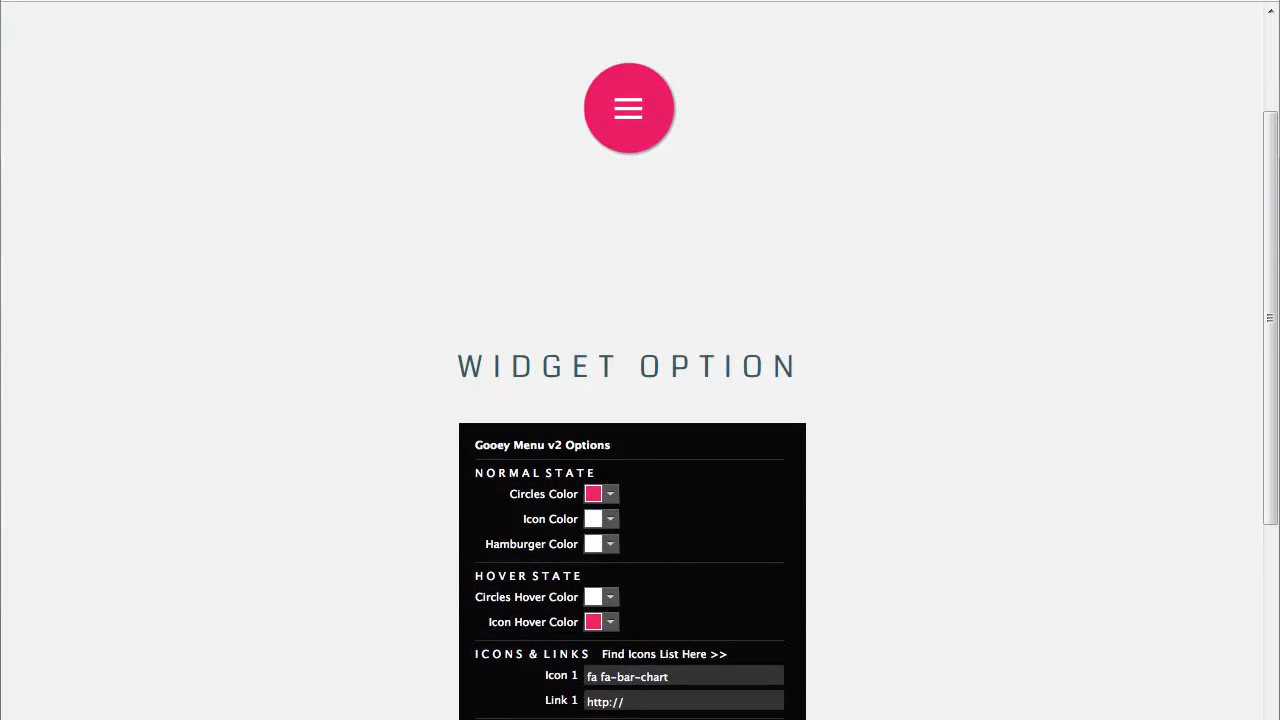 WIDGET OPTION
Gooey Menu v2 Options
NORMAL STATE
Circles Color
Icon Color
Hamburger Color
HOVER STATE
Circles Hover Color
Icon Hover Color
ICONS & LINKS Find Icons List Here >>
Icon 1 fa fa-bar-chart
Link 1 http://